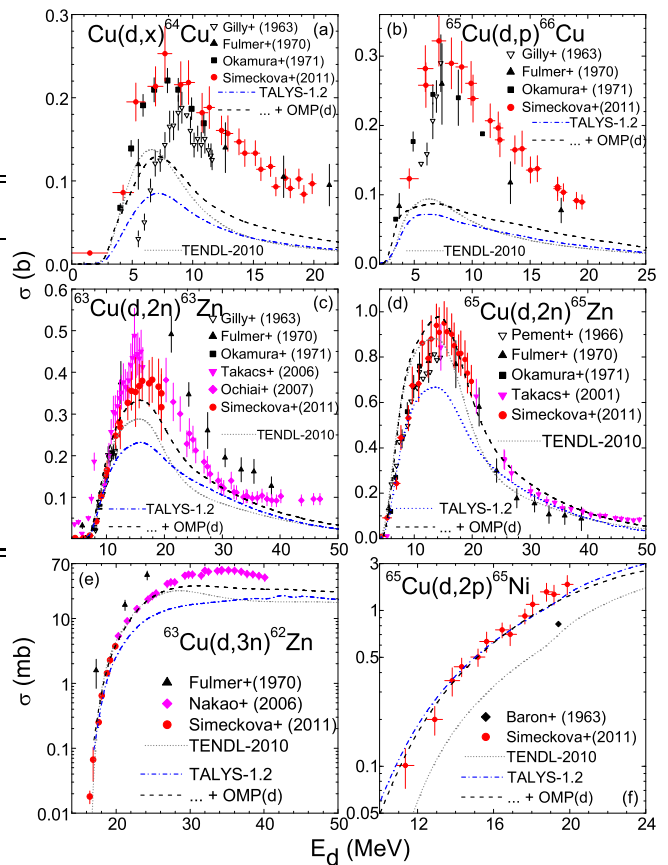 Cu(d,x)⁶⁴Cu (a)
Gilly+ (1963)
Fulmer+ (1970)
Okamura+ (1971)
Simeckova+(2011)
TALYS-1.2
... + OMP(d)
TENDL-2010
0.3
0.2
0.1
0.0
0 5 10 15 20
(b) ⁶⁵Cu(d,p)⁶⁶Cu
Gilly+ (1963)
Fulmer+ (1970)
Okamura+ (1971)
Simeckova+(2011)
TALYS-1.2
... + OMP(d)
TENDL-2010
0.3
0.2
0.1
0.0
5 10 15 20 25
σ (b)
⁶³Cu(d,2n)⁶³Zn (c)
Gilly+ (1963)
Fulmer+ (1970)
Okamura+ (1971)
Takacs+ (2006)
Ochiai+ (2007)
Simeckova+(2011)
TENDL-2010
TALYS-1.2
... + OMP(d)
0.6
0.5
0.4
0.3
0.2
0.1
10 20 30 40 50
(d) ⁶⁵Cu(d,2n)⁶⁵Zn
Pement+ (1966)
Fulmer+ (1970)
Okamura+(1971)
Takacs+ (2001)
Simeckova+(2011)
TENDL-2010
TALYS-1.2
... + OMP(d)
1.0
0.8
0.6
0.4
0.2
0.0
10 20 30 40 50
σ (mb)
(e)
⁶³Cu(d,3n)⁶²Zn
Fulmer+(1970)
Nakao+ (2006)
Simeckova+(2011)
TENDL-2010
TALYS-1.2
... + OMP(d)
70
10
1
0.1
0.01
20 30 40 50
⁶⁵Cu(d,2p)⁶⁵Ni
Baron+ (1963)
Simeckova+(2011)
TENDL-2010
TALYS-1.2
... + OMP(d) (f)
3
1
0.5
0.1
0.05
10 12 14 16 18 20 22 24
E_d (MeV)